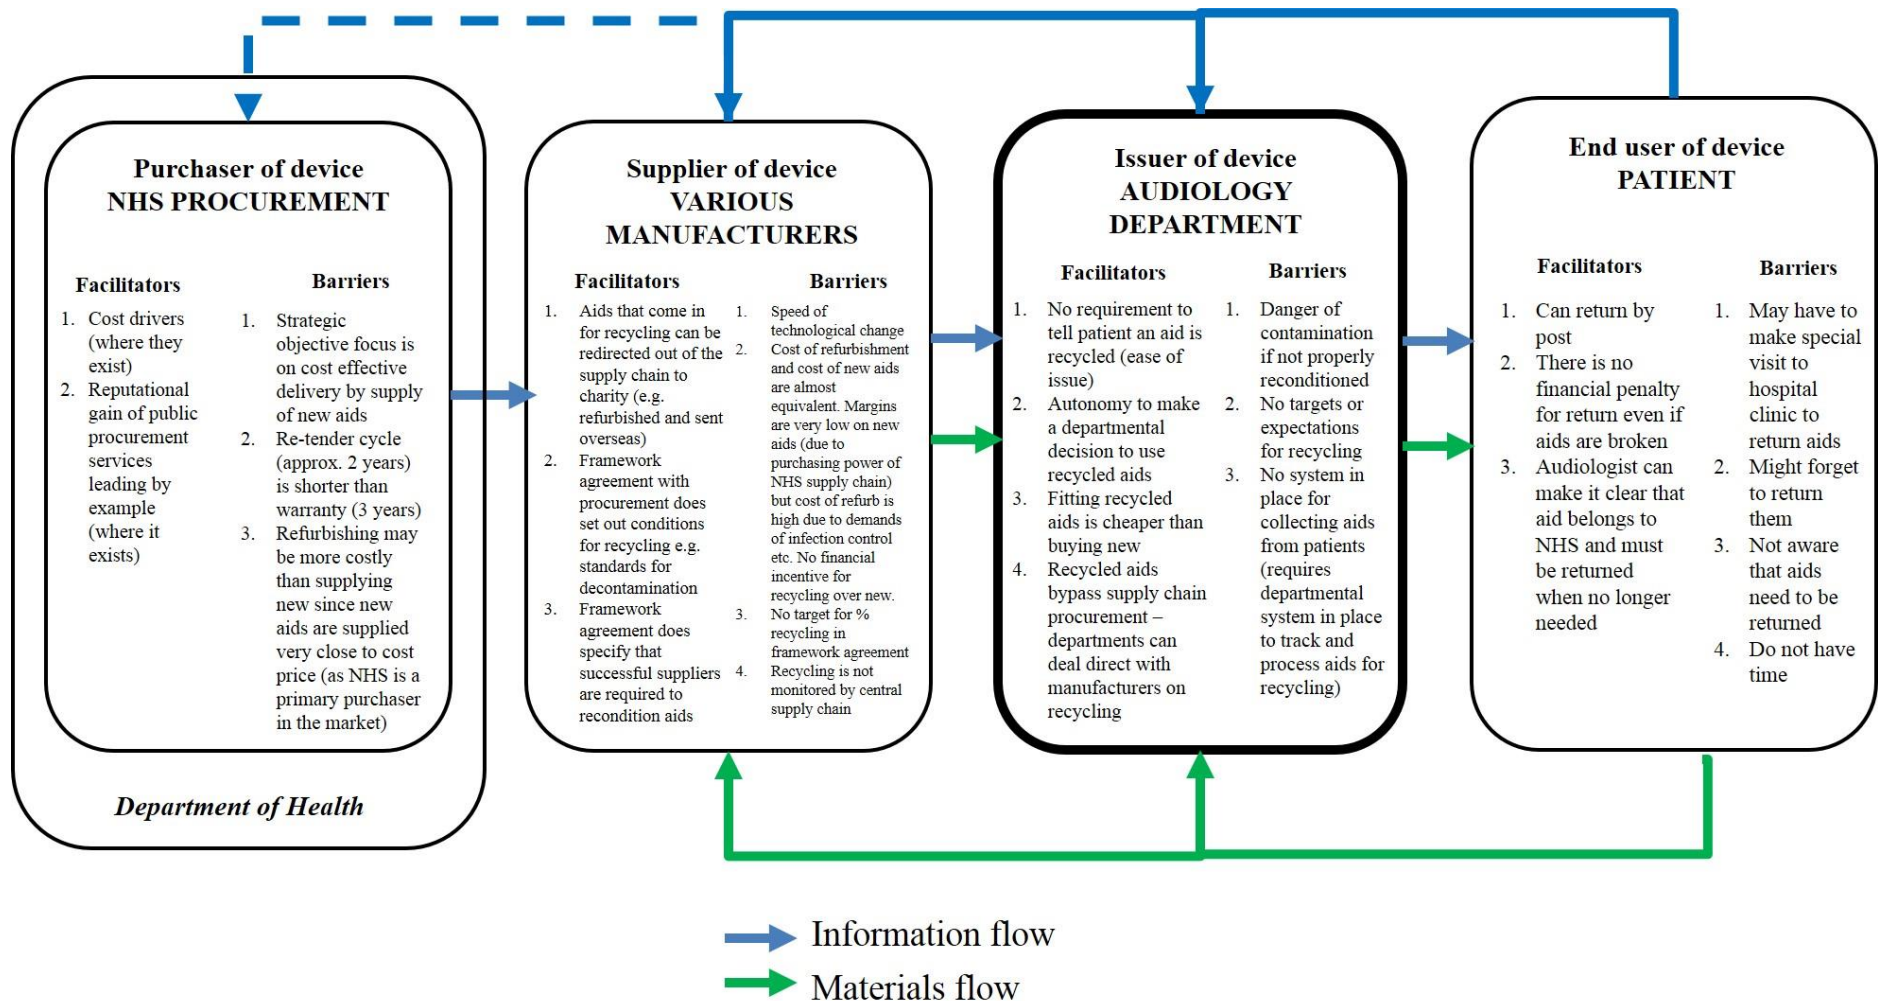 Purchaser of device
NHS PROCUREMENT
Facilitators
1. Cost drivers
(where they
exist)
2. Reputational
gain of public
procurement
services
leading by
example
(where it
exists)
Barriers
1. Strategic
objective focus is
on cost effective
delivery by supply
of new aids
2. Re-tender cycle
(approx. 2 years)
is shorter than
warranty (3 years)
3. Refurbishing may
be more costly
than supplying
new since new
aids are supplied
very close to cost
price (as NHS is a
primary purchaser
in the market)
Department of Health
Supplier of device
VARIOUS
MANUFACTURERS
Facilitators
1. Aids that come in
for recycling can be
redirected out of the
supply chain to
charity (e.g.
refurbished and sent
overseas)
2. Framework
agreement with
procurement does
set out conditions
for recycling e.g.
standards for
decontamination
3. Framework
agreement does
specify that
successful suppliers
are required to
recondition aids
Barriers
1. Speed of
technological change
2. Cost of refurbishment
and cost of new aids
are almost
equivalent. Margins
are very low on new
aids (due to
purchasing power of
NHS supply chain)
but cost of refurb is
high due to demands
of infection control
etc. No financial
incentive for
recycling over new.
3. No target for %
recycling in
framework agreement
4. Recycling is not
monitored by central
supply chain
Issuer of device
AUDIOLOGY
DEPARTMENT
Facilitators
1. No requirement to
tell patient an aid is
recycled (ease of
issue)
2. Autonomy to make
a departmental
decision to use
recycled aids
3. Fitting recycled
aids is cheaper than
buying new
4. Recycled aids
bypass supply chain
procurement –
departments can
deal direct with
manufacturers on
recycling
Barriers
1. Danger of
contamination
if not properly
reconditioned
2. No targets or
expectations
for recycling
3. No system in
place for
collecting aids
from patients
(requires
departmental
system in place
to track and
process aids for
recycling)
End user of device
PATIENT
Facilitators
1. Can return by
post
2. There is no
financial penalty
for return even if
aids are broken
3. Audiologist can
make it clear that
aid belongs to
NHS and must
be returned
when no longer
needed
Barriers
1. May have to
make special
visit to
hospital
clinic to
return aids
2. Might forget
to return
them
3. Not aware
that aids
need to be
returned
4. Do not have
time
Information flow
Materials flow